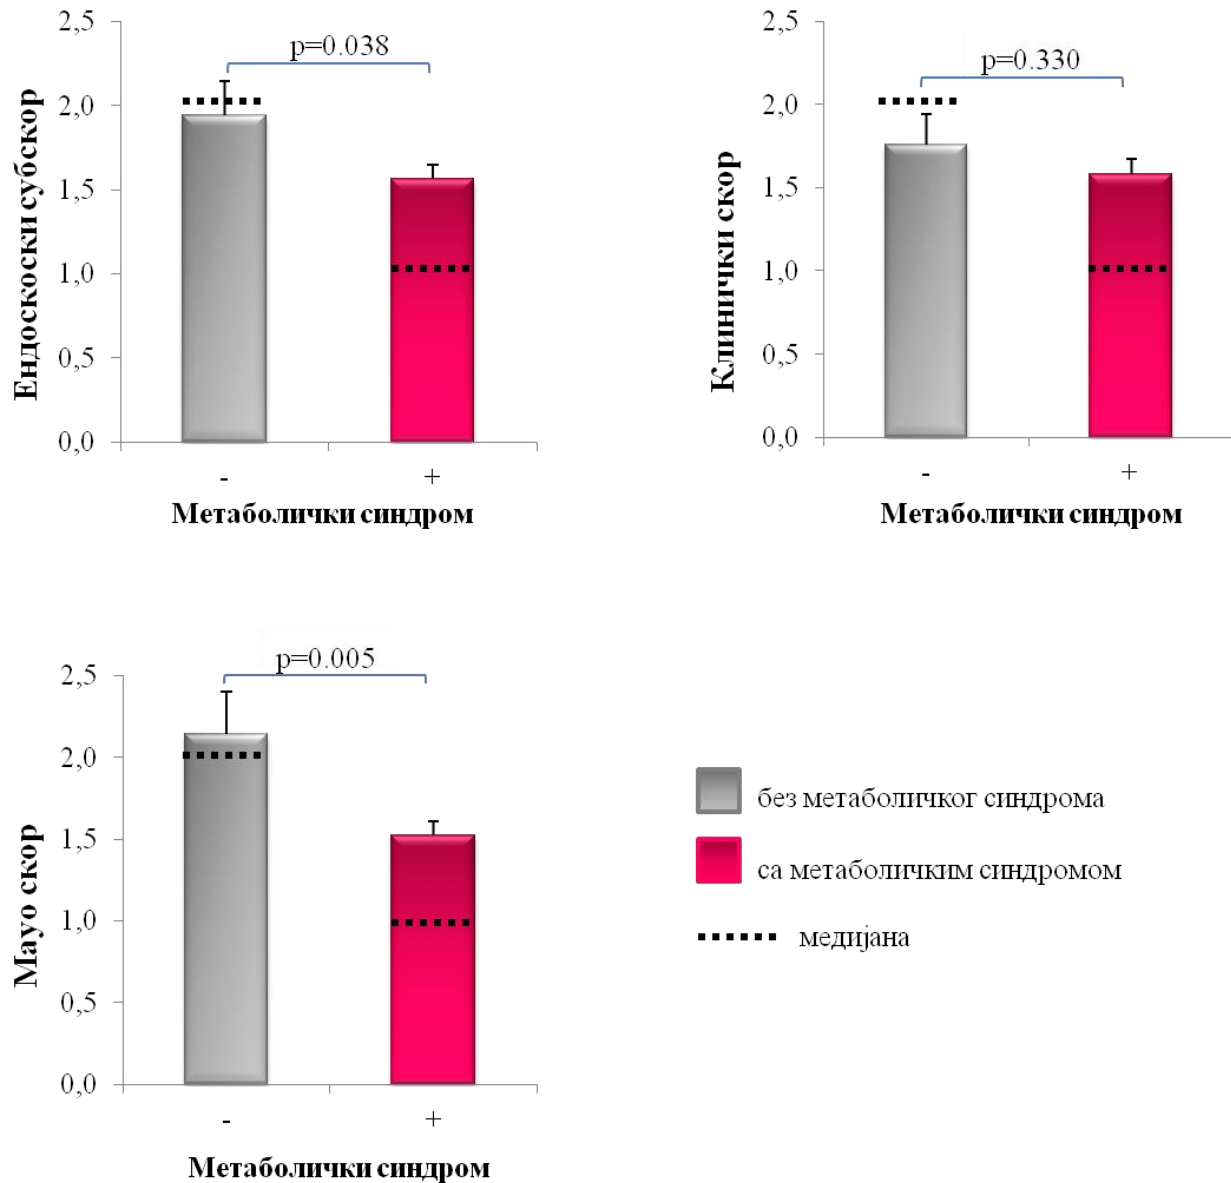 Ендоскоски субскор
2,5
2,0
1,5
1,0
0,5
0,0
p=0.038
-
+
Метаболички синдром
Клинички скор
2,5
2,0
1,5
1,0
0,5
0,0
p=0.330
-
+
Метаболички синдром
Мауо скор
2,5
2,0
1,5
1,0
0,5
0,0
p=0.005
-
+
Метаболички синдром
без метаболичког синдрома
са метаболичким синдромом
медијана